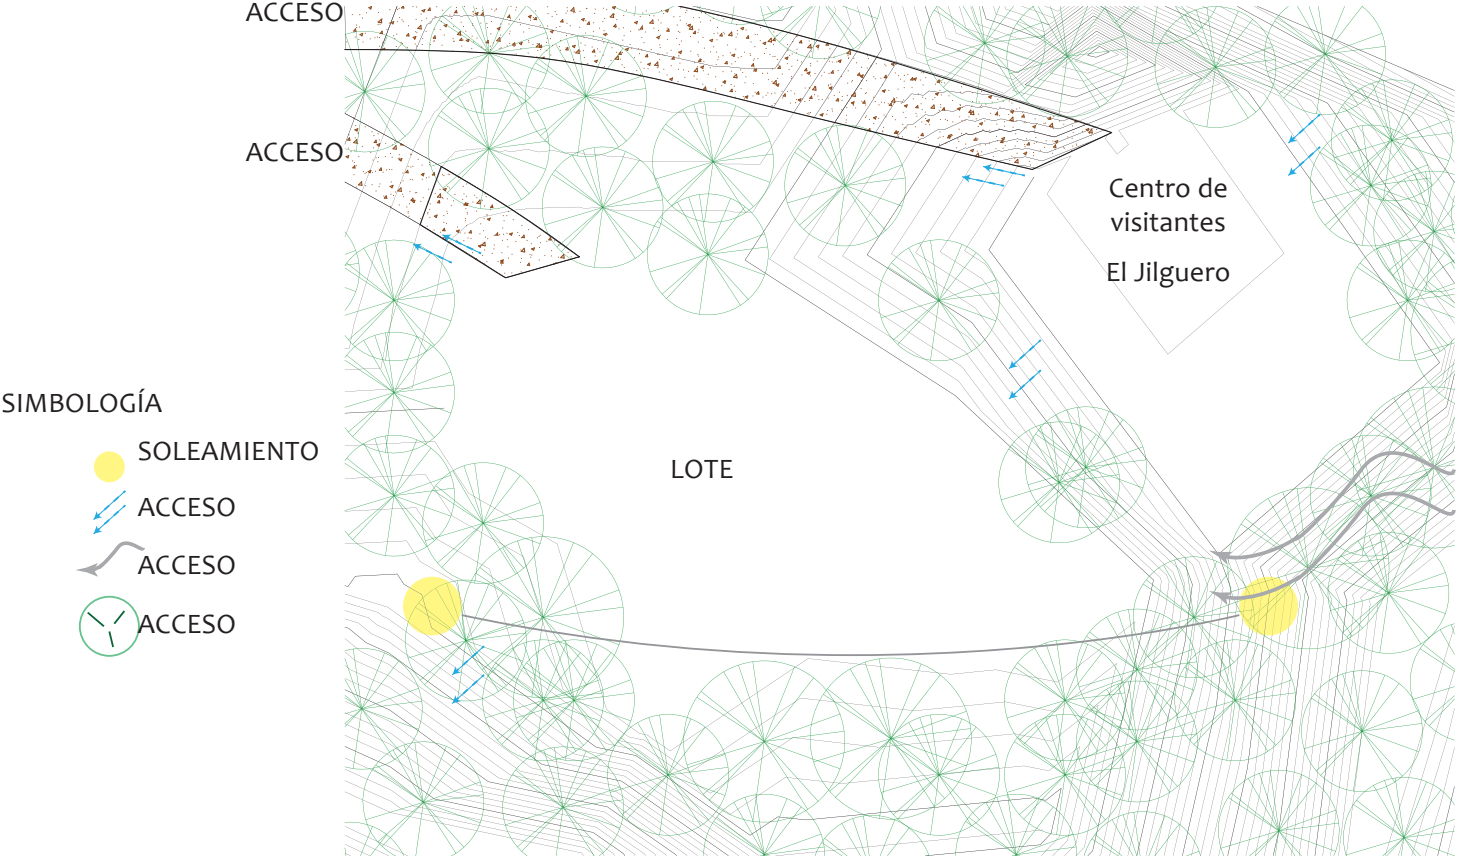 ACCESO
ACCESO
Centro de
visitantes
El Jilguero
SIMBOLOGÍA
SOLEAMIENTO
LOTE
ACCESO
ACCESO
ACCESO